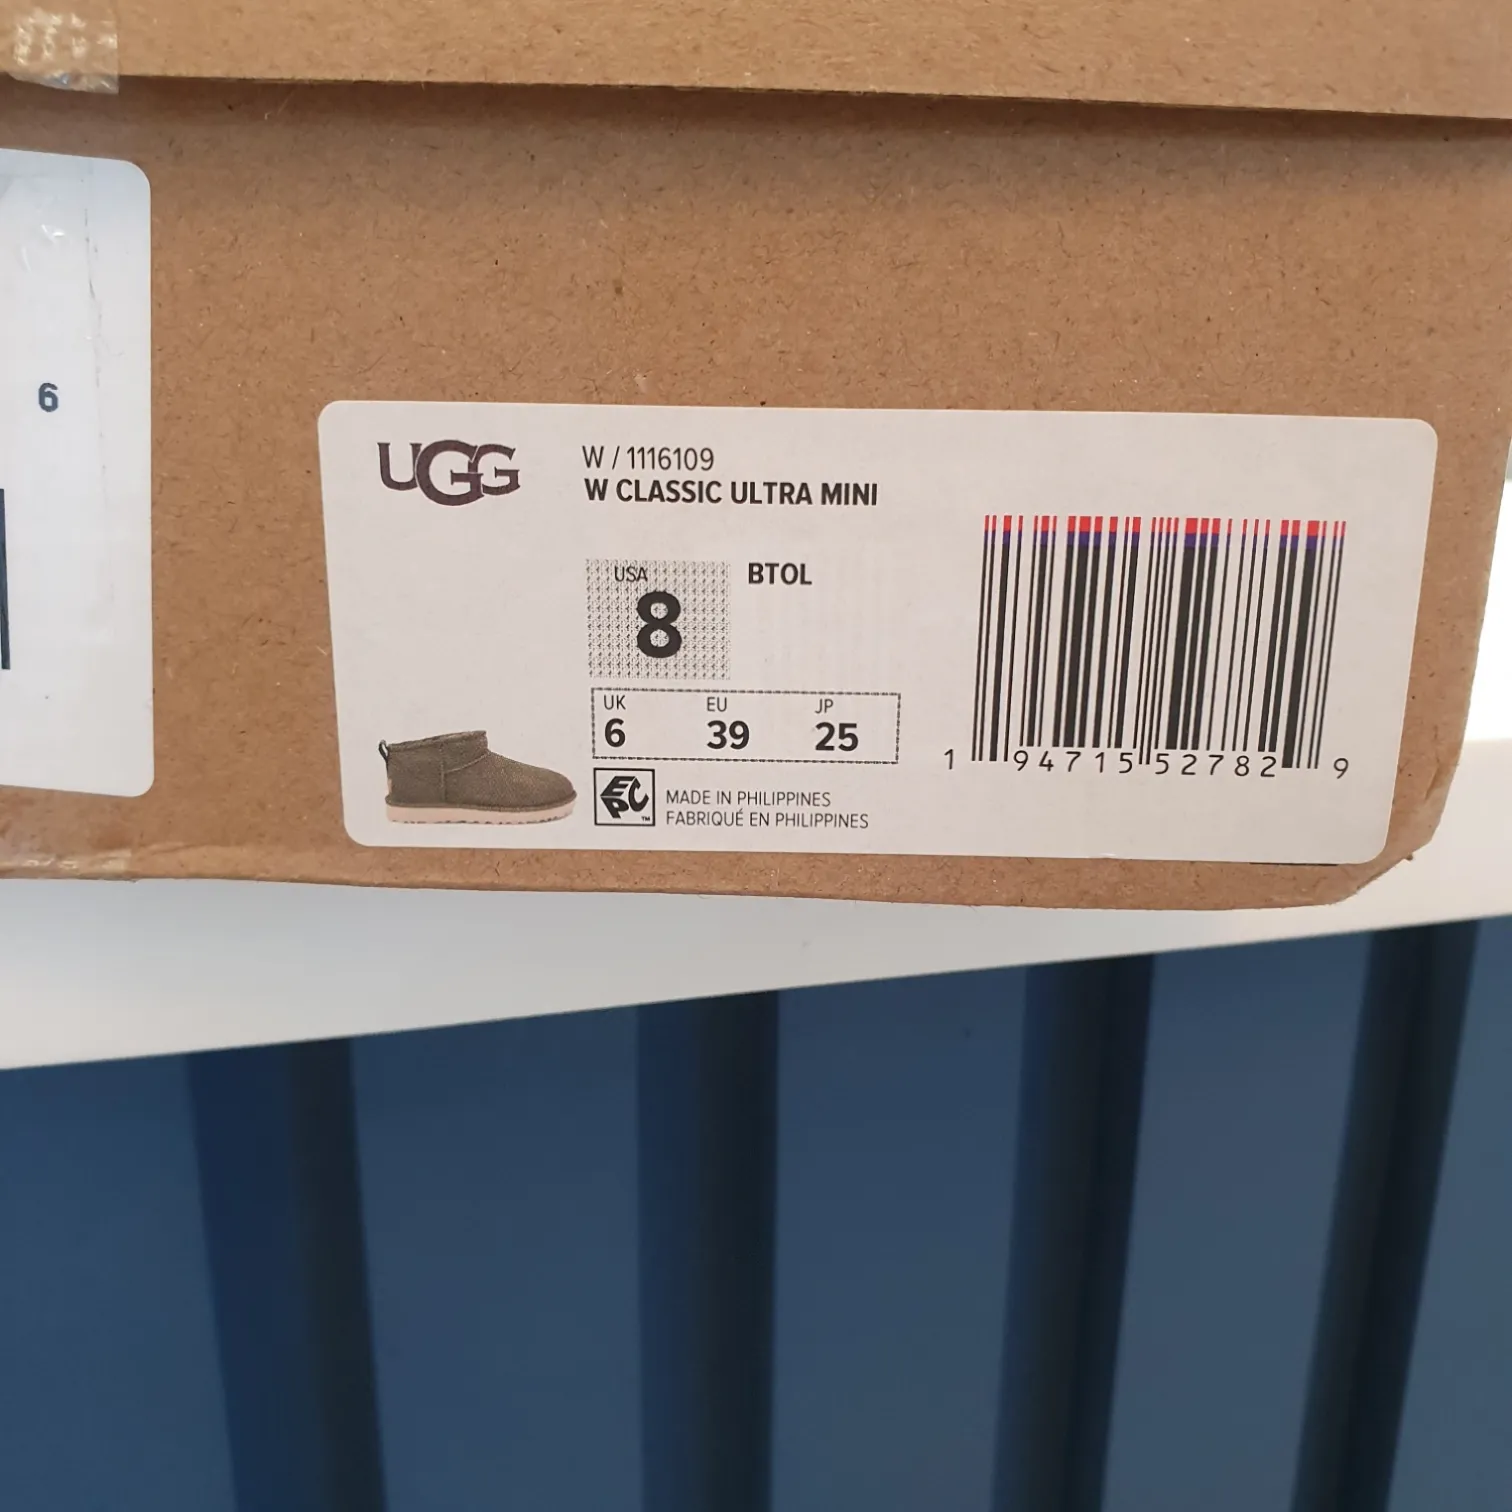 6
UGG
W / 1116109
W CLASSIC ULTRA MINI
USA
8
BTOL
UK EU JP
6 39 25
EPC™
MADE IN PHILIPPINES
FABRIQUÉ EN PHILIPPINES
1 94715 52782 9